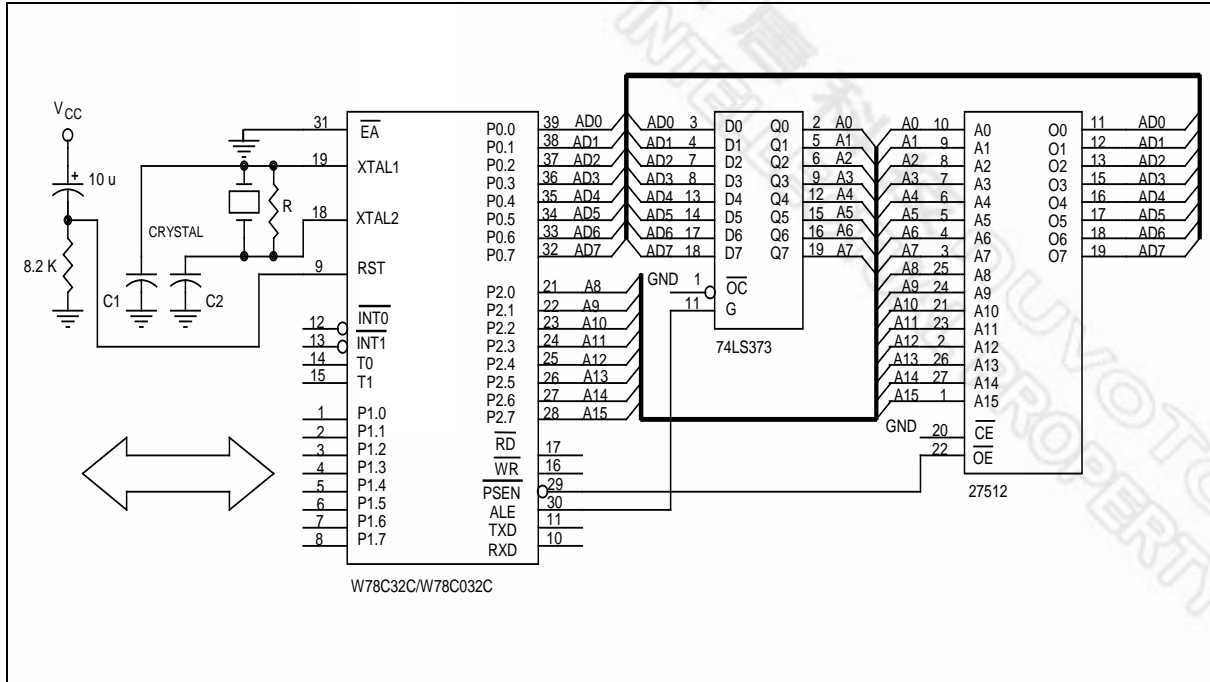 VCC
10 u
8.2 K
C1
C2
CRYSTAL
R
31 EA
19 XTAL1
18 XTAL2
9 RST
12 INT0
13 INT1
14 T0
15 T1
1 P1.0
2 P1.1
3 P1.2
4 P1.3
5 P1.4
6 P1.5
7 P1.6
8 P1.7
P0.0 39 AD0
P0.1 38 AD1
P0.2 37 AD2
P0.3 36 AD3
P0.4 35 AD4
P0.5 34 AD5
P0.6 33 AD6
P0.7 32 AD7
P2.0 21 A8
P2.1 22 A9
P2.2 23 A10
P2.3 24 A11
P2.4 25 A12
P2.5 26 A13
P2.6 27 A14
P2.7 28 A15
RD 17
WR 16
PSEN 29
ALE 30
TXD 11
RXD 10
W78C32C/W78C032C
AD0 3 D0 Q0 2 A0
AD1 4 D1 Q1 5 A1
AD2 7 D2 Q2 6 A2
AD3 8 D3 Q3 9 A3
AD4 13 D4 Q4 12 A4
AD5 14 D5 Q5 15 A5
AD6 17 D6 Q6 16 A6
AD7 18 D7 Q7 19 A7
GND 1 OC
11 G
74LS373
A0 10 A0 O0 11 AD0
A1 9 A1 O1 12 AD1
A2 8 A2 O2 13 AD2
A3 7 A3 O3 15 AD3
A4 6 A4 O4 16 AD4
A5 5 A5 O5 17 AD5
A6 4 A6 O6 18 AD6
A7 3 A7 O7 19 AD7
A8 25 A8
A9 24 A9
A10 21 A10
A11 23 A11
A12 2 A12
A13 26 A13
A14 27 A14
A15 1 A15
GND 20 CE
22 OE
27512